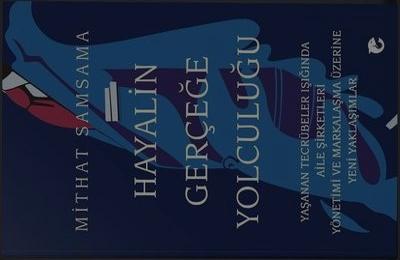 MİTHAT SAMSAMA
HAYALİN
GERÇEĞE
YOLCULUĞU
YAŞANAN TECRÜBELER IŞIĞINDA
AİLE ŞİRKETLERİ
YÖNETİMİ VE MARKALAŞMA ÜZERİNE
YENİ YAKLAŞIMLAR